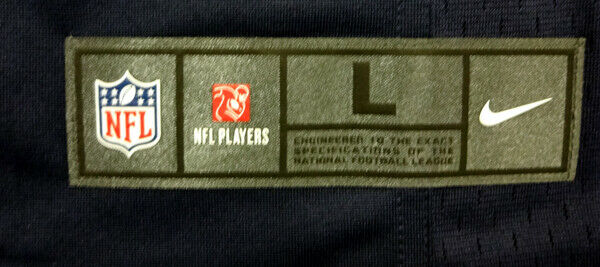 NFL
NFL PLAYERS
L
ENGINEERED TO THE EXACT
SPECIFICATIONS OF THE
NATIONAL FOOTBALL LEAGUE